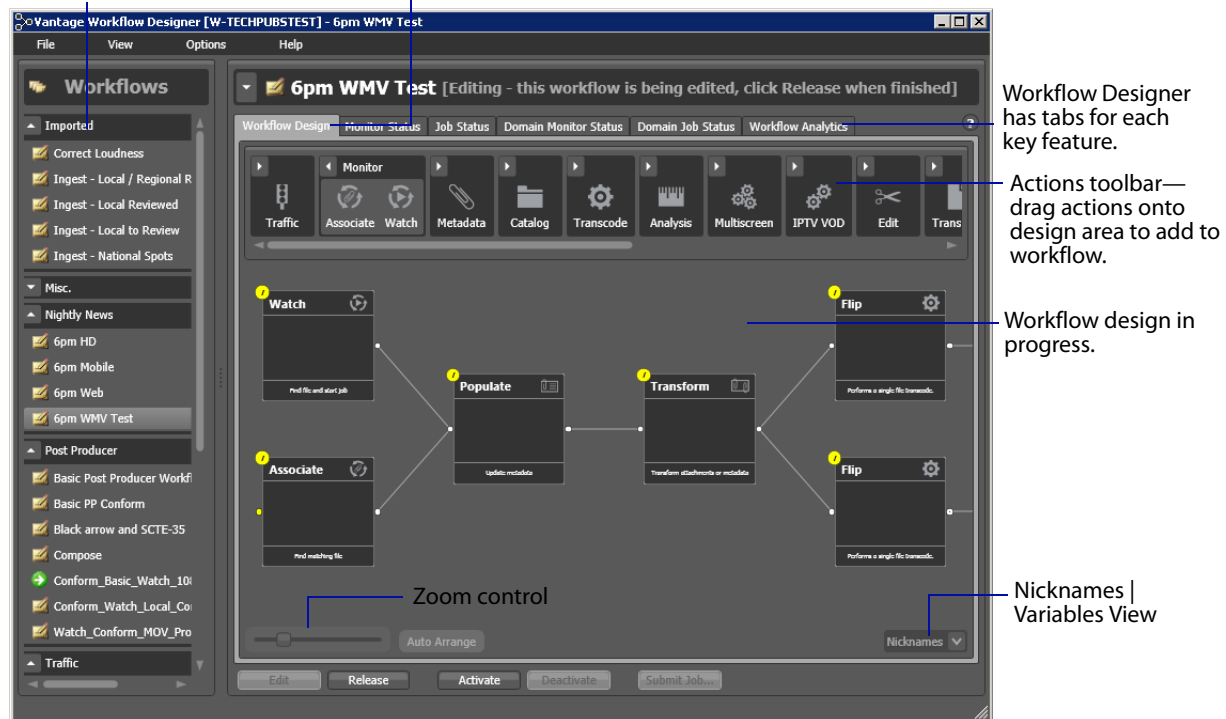 Vantage Workflow Designer [W-TECHPUBSTEST] - 6pm WMV Test
File View Options Help
Workflows
Imported
Correct Loudness
Ingest - Local / Regional R
Ingest - Local Reviewed
Ingest - Local to Review
Ingest - National Spots
Misc.
Nightly News
6pm HD
6pm Mobile
6pm Web
6pm WMV Test
Post Producer
Basic Post Producer Workfl
Basic PP Conform
Black arrow and SCTE-35
Compose
Conform_Basic_Watch_108
Conform_Watch_Local_Co
Watch_Conform_MOV_Pro
Traffic
6pm WMV Test [Editing - this workflow is being edited, click Release when finished]
Workflow Design Monitor Status Job Status Domain Monitor Status Domain Job Status Workflow Analytics ?
Monitor
Traffic Associate Watch Metadata Catalog Transcode Analysis Multiscreen IPTV VOD Edit Trans
Watch
Find file and start job
Associate
Find matching file
Populate
Update metadata
Transform
Transform attachments or metadata
Flip
Performs a single file transcode.
Flip
Performs a single file transcode.
Zoom control
Auto Arrange
Nicknames
Edit Release Activate Deactivate Submit Job...
Workflow Designer
has tabs for each
key feature.
Actions toolbar—
drag actions onto
design area to add to
workflow.
Workflow design in
progress.
Nicknames |
Variables View